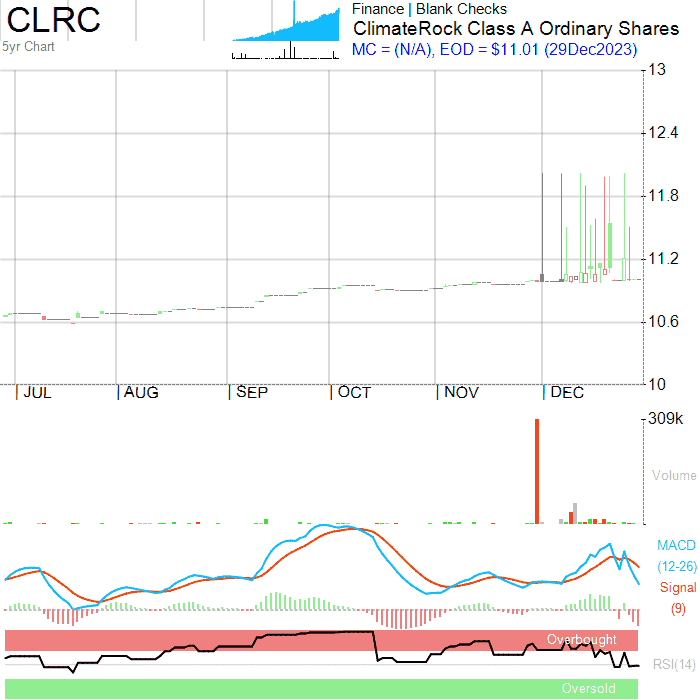 CLRC
5yr Chart
Finance | Blank Checks
ClimateRock Class A Ordinary Shares
MC = (N/A), EOD = $11.01 (29Dec2023)
13
12.4
11.8
11.2
10.6
10
JUL AUG SEP OCT NOV DEC
309k
Volume
MACD
(12-26)
Signal
(9)
Overbought
RSI(14)
Oversold